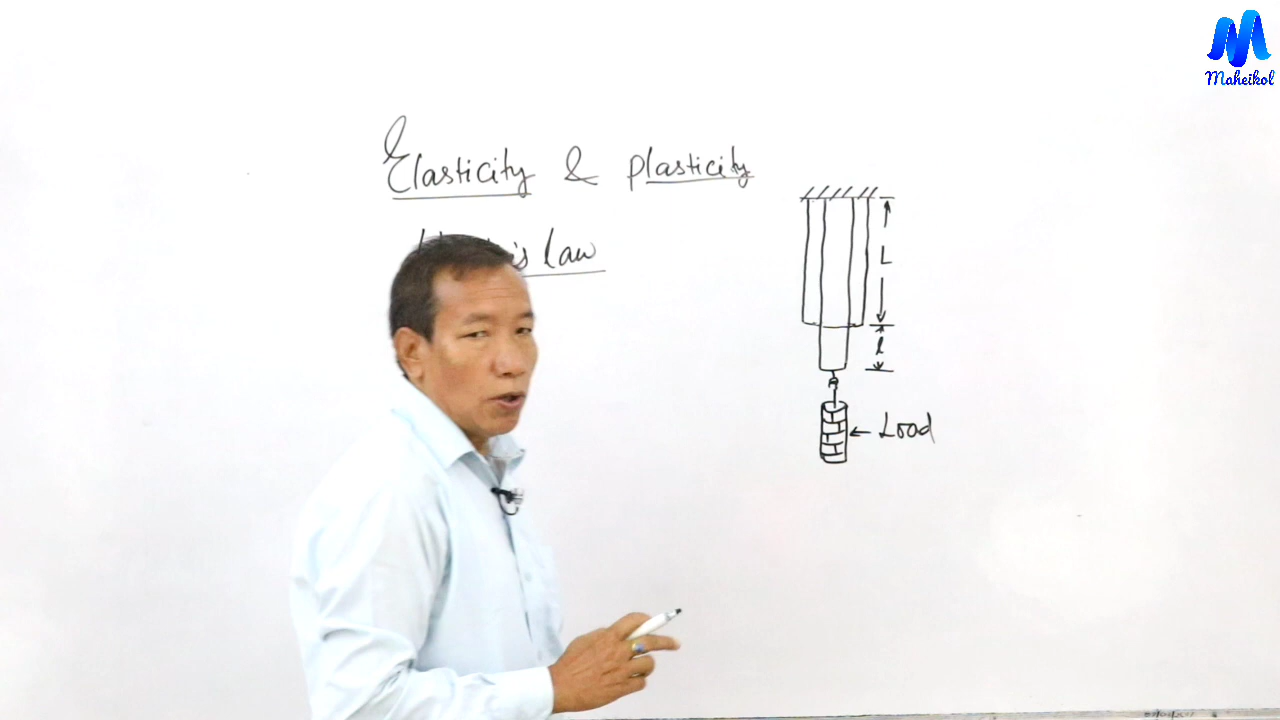 Maheikol
Elasticity & plasticity
law
L
l
← Load